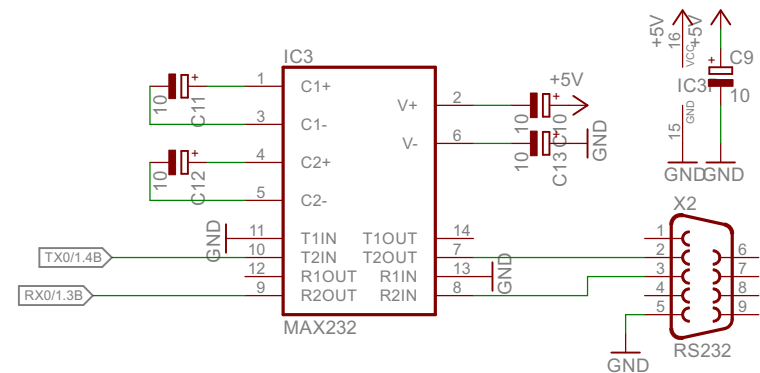 IC3
1
C1+
10
C11
3
C1-
4
C2+
10
C12
5
C2-
GND
11
T1IN
10
T2IN
12
R1OUT
9
R2OUT
TX0/1.4B
RX0/1.3B
MAX232
V+
2
10
C10
+5V
V-
6
10
C13
GND
T1OUT
14
T2OUT
7
R1IN
13
GND
R2IN
8
+5V
16
VCC
+5V
IC3
15
GND
GND
C9
10
GND
X2
1
2
3
4
5
6
7
8
9
GND
RS232